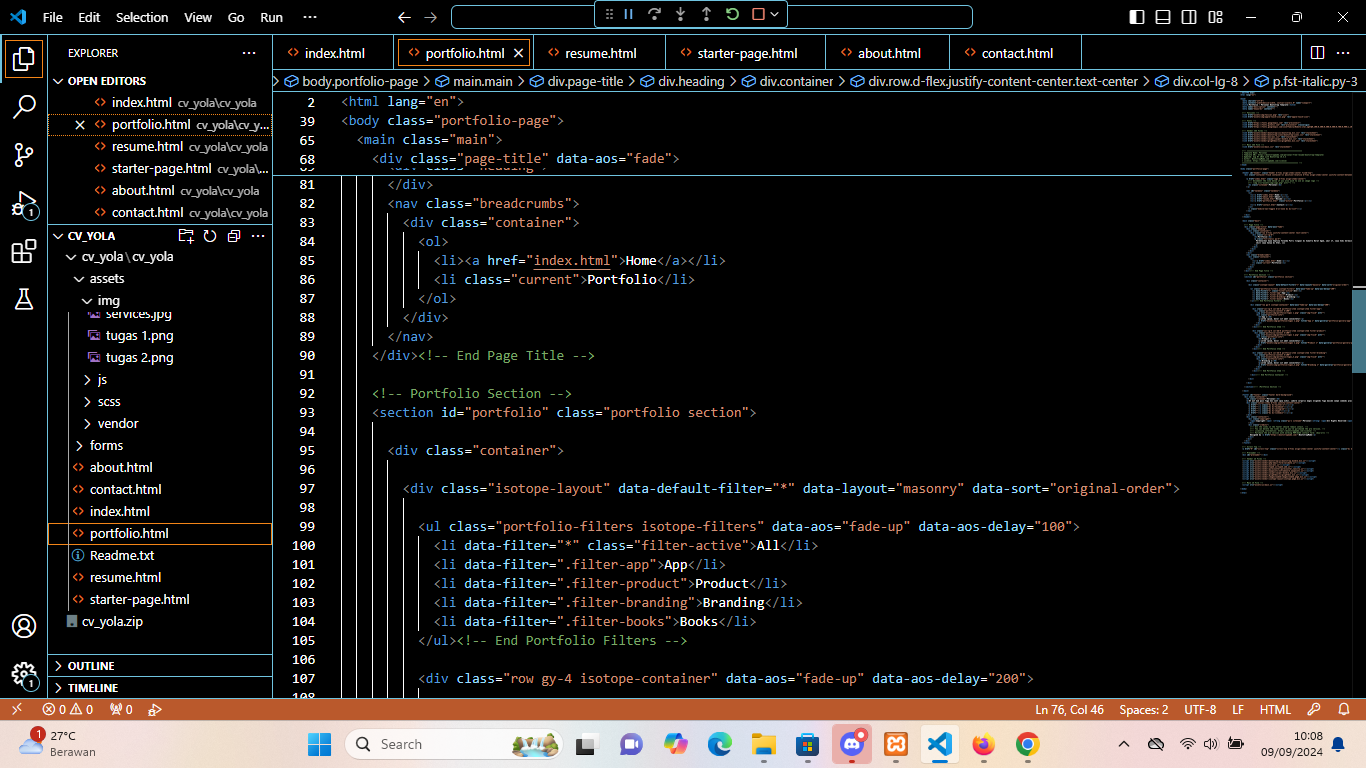 File Edit Selection View Go Run ···
EXPLORER
OPEN EDITORS
index.html cv_yola\cv_yola
portfolio.html cv_yola\cv_y...
resume.html cv_yola\cv_yola
starter-page.html cv_yola\...
about.html cv_yola\cv_yola
contact.html cv_yola\cv_yola
CV_YOLA
cv_yola \ cv_yola
assets
img
services.jpg
tugas 1.png
tugas 2.png
js
scss
vendor
forms
about.html
contact.html
index.html
portfolio.html
Readme.txt
resume.html
starter-page.html
cv_yola.zip
OUTLINE
TIMELINE
1
1
index.html portfolio.html resume.html starter-page.html about.html contact.html
body.portfolio-page > main.main > div.page-title > div.heading > div.container > div.row.d-flex.justify-content-center.text-center > div.col-lg-8 > p.fst-italic.py-3
2 <html lang="en">
39 <body class="portfolio-page">
65 <main class="main">
68 <div class="page-title" data-aos="fade">
69 <div class="heading">
81 </div>
82 <nav class="breadcrumbs">
83 <div class="container">
84 <ol>
85 <li><a href="index.html">Home</a></li>
86 <li class="current">Portfolio</li>
87 </ol>
88 </div>
89 </nav>
90 </div><!-- End Page Title -->
91
92 <!-- Portfolio Section -->
93 <section id="portfolio" class="portfolio section">
94
95 <div class="container">
96
97 <div class="isotope-layout" data-default-filter="*" data-layout="masonry" data-sort="original-order">
98
99 <ul class="portfolio-filters isotope-filters" data-aos="fade-up" data-aos-delay="100">
100 <li data-filter="*" class="filter-active">All</li>
101 <li data-filter=".filter-app">App</li>
102 <li data-filter=".filter-product">Product</li>
103 <li data-filter=".filter-branding">Branding</li>
104 <li data-filter=".filter-books">Books</li>
105 </ul><!-- End Portfolio Filters -->
106
107 <div class="row gy-4 isotope-container" data-aos="fade-up" data-aos-delay="200">
108
0 0 0 Ln 76, Col 46 Spaces: 2 UTF-8 LF HTML
1 27°C
Berawan
Search
10:08
09/09/2024